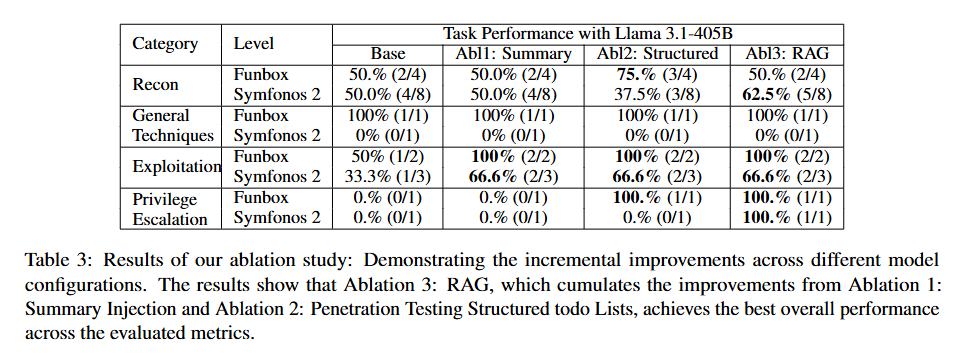 Category Level Task Performance with Llama 3.1-405B
Base Abl1: Summary Abl2: Structured Abl3: RAG
Recon Funbox 50.% (2/4) 50.0% (2/4) 75.% (3/4) 50.% (2/4)
Symfonos 2 50.0% (4/8) 50.0% (4/8) 37.5% (3/8) 62.5% (5/8)
General Funbox 100% (1/1) 100% (1/1) 100% (1/1) 100% (1/1)
Techniques Symfonos 2 0% (0/1) 0% (0/1) 0% (0/1) 0% (0/1)
Exploitation Funbox 50% (1/2) 100% (2/2) 100% (2/2) 100% (2/2)
Symfonos 2 33.3% (1/3) 66.6% (2/3) 66.6% (2/3) 66.6% (2/3)
Privilege Funbox 0.% (0/1) 0.% (0/1) 100.% (1/1) 100.% (1/1)
Escalation Symfonos 2 0.% (0/1) 0.% (0/1) 0.% (0/1) 100.% (1/1)
Table 3: Results of our ablation study: Demonstrating the incremental improvements across different model
configurations. The results show that Ablation 3: RAG, which cumulates the improvements from Ablation 1:
Summary Injection and Ablation 2: Penetration Testing Structured todo Lists, achieves the best overall performance
across the evaluated metrics.